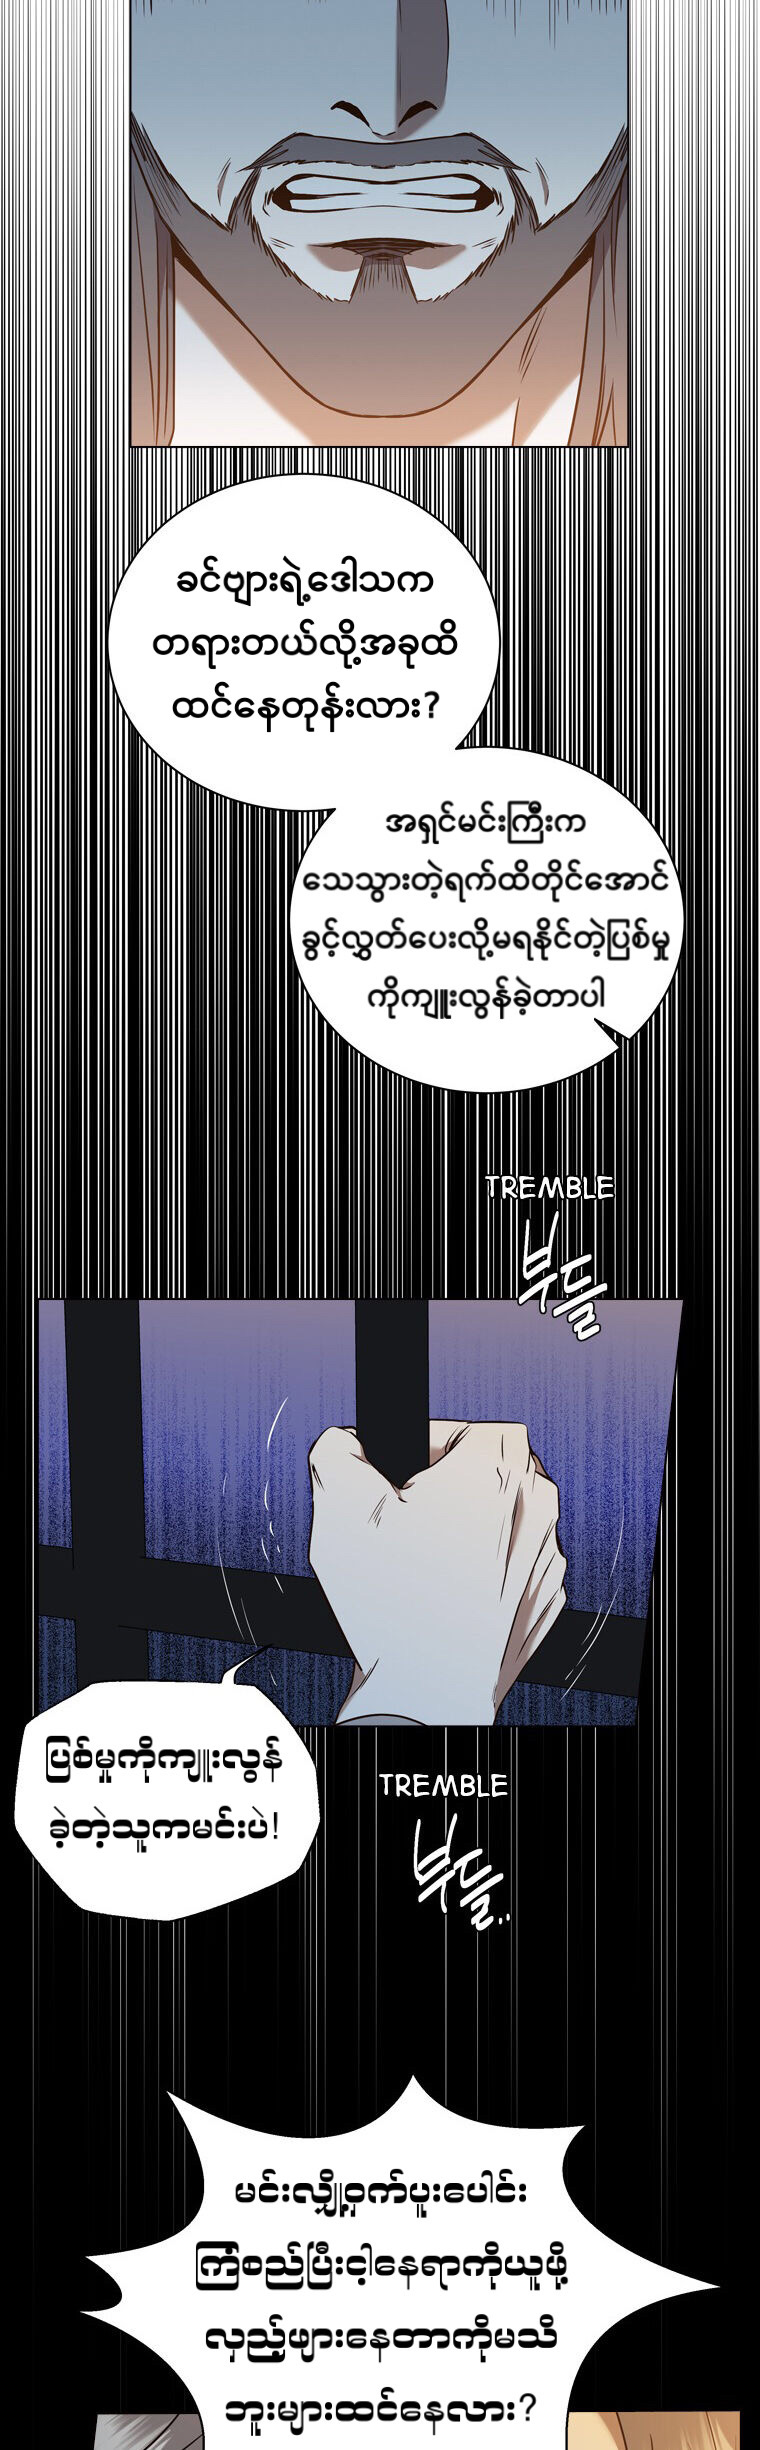 ခင်ဗျားရဲ့ဒေါသက
တရားတယ်လို့အခုထိ
ထင်နေတုန်းလား?
အရှင်မင်းကြီးက
သေသွားတဲ့ရက်ထိတိုင်အောင်
ခွင့်လွှတ်ပေးလို့မရနိုင်တဲ့ပြစ်မှု
ကိုကျူးလွန်ခဲ့တာပါ
TREMBLE
부들
ပြစ်မှုကိုကျူးလွန်
ခဲ့တဲ့သူကမင်းပဲ!
TREMBLE
부들..
မင်းလျှို့ဝှက်ပူးပေါင်း
ကြံစည်ပြီးငါ့နေရာကိုယူဖို့
လှည့်ဖျားနေတာကိုမသိ
ဘူးများထင်နေလား?